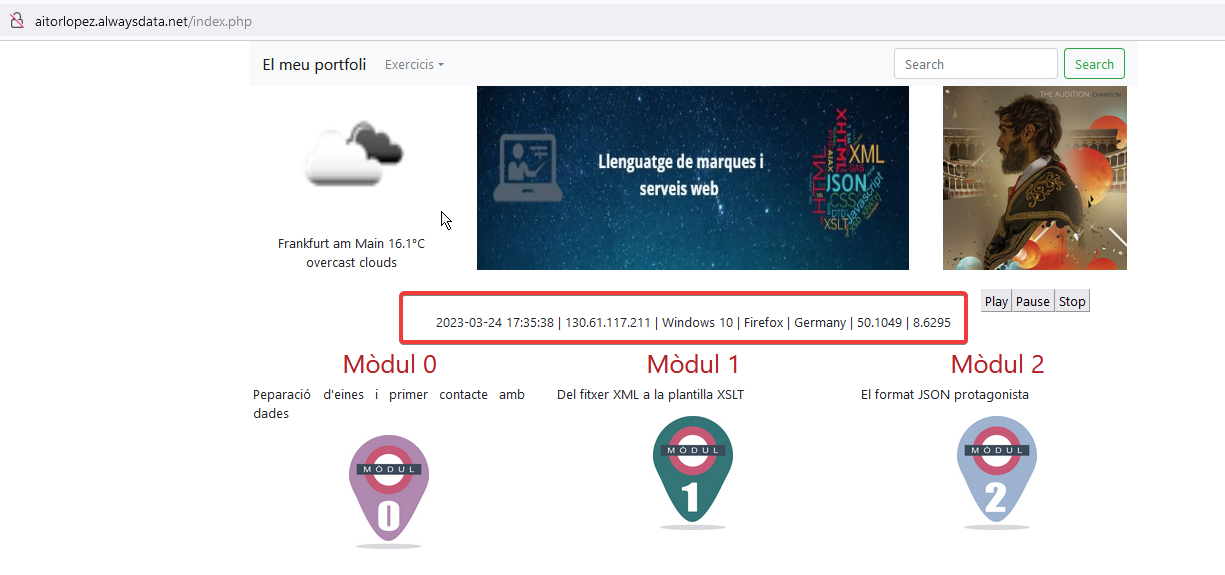 aitorlopez.alwaysdata.net/index.php
El meu portfoli Exercicis Search Search
Llenguatge de marques i
serveis web
XHTML
HTML
AJAX
XML
GAS
JSON
CSS
Javascript
DTD
XPATH
XSLT
THE AUDITION CHAMPION
Frankfurt am Main 16.1°C
overcast clouds
Play Pause Stop
2023-03-24 17:35:38 | 130.61.117.211 | Windows 10 | Firefox | Germany | 50.1049 | 8.6295
Mòdul 0
Peparació d'eines i primer contacte amb
dades
MÒDUL
0
Mòdul 1
Del fitxer XML a la plantilla XSLT
MÒDUL
1
Mòdul 2
El format JSON protagonista
MÒDUL
2